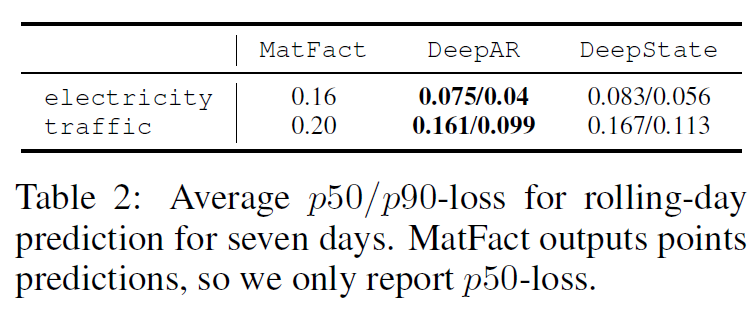 MatFact DeepAR DeepState
electricity 0.16 0.075/0.04 0.083/0.056
traffic 0.20 0.161/0.099 0.167/0.113
Table 2: Average p50/p90-loss for rolling-day
prediction for seven days. MatFact outputs points
predictions, so we only report p50-loss.